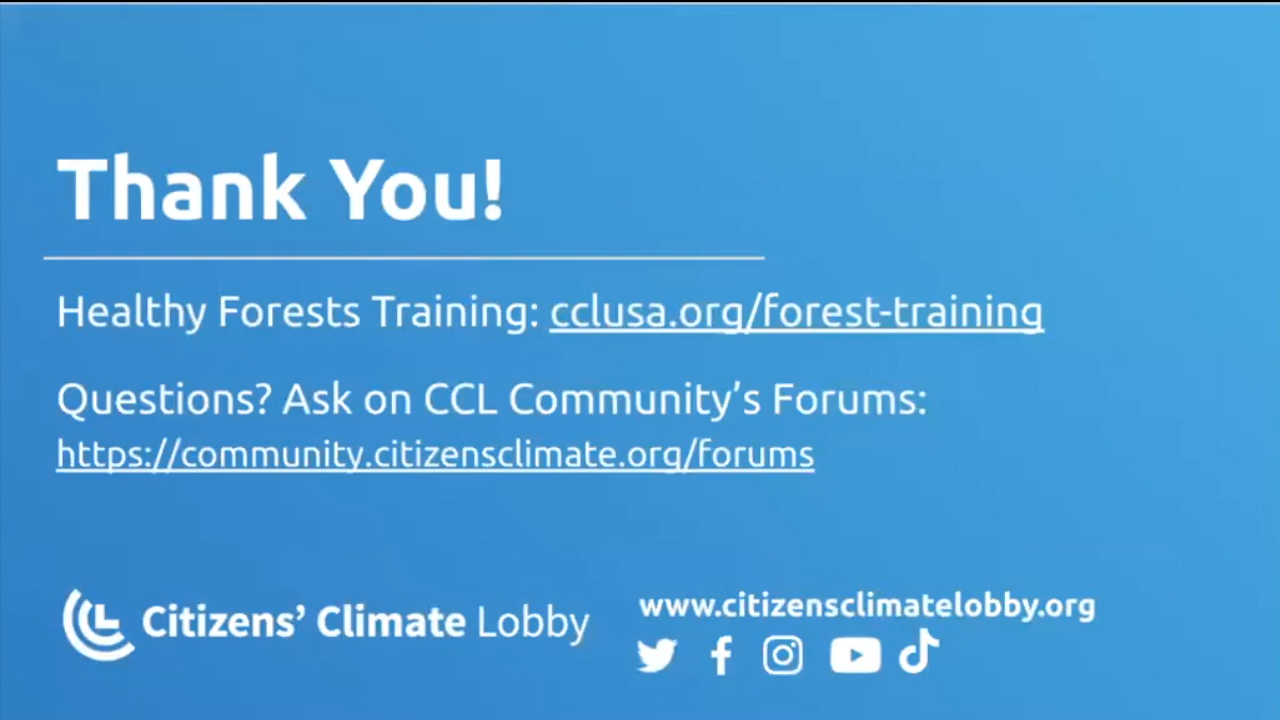 Thank You!
Healthy Forests Training: cclusa.org/forest-training
Questions? Ask on CCL Community’s Forums:
https://community.citizensclimate.org/forums
Citizens’ Climate Lobby
www.citizensclimatelobby.org